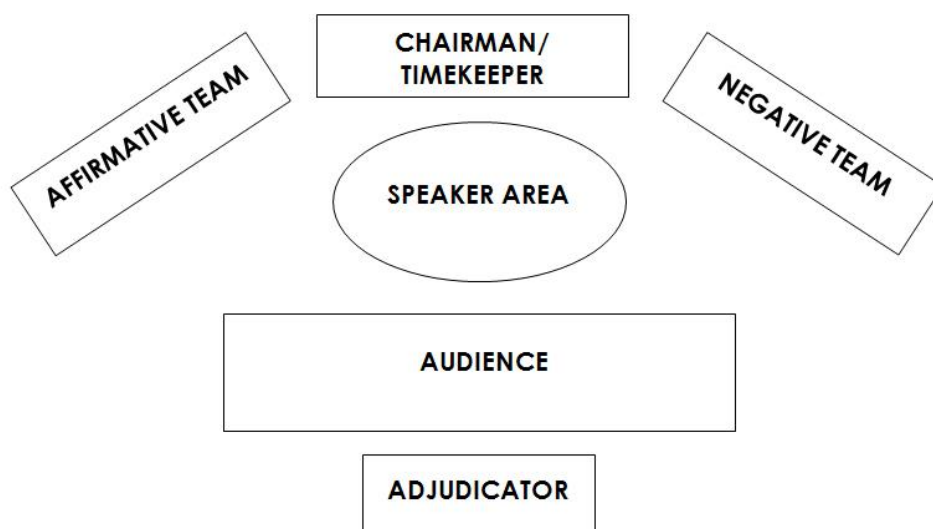 CHAIRMAN/
TIMEKEEPER
AFFIRMATIVE TEAM
NEGATIVE TEAM
SPEAKER AREA
AUDIENCE
ADJUDICATOR